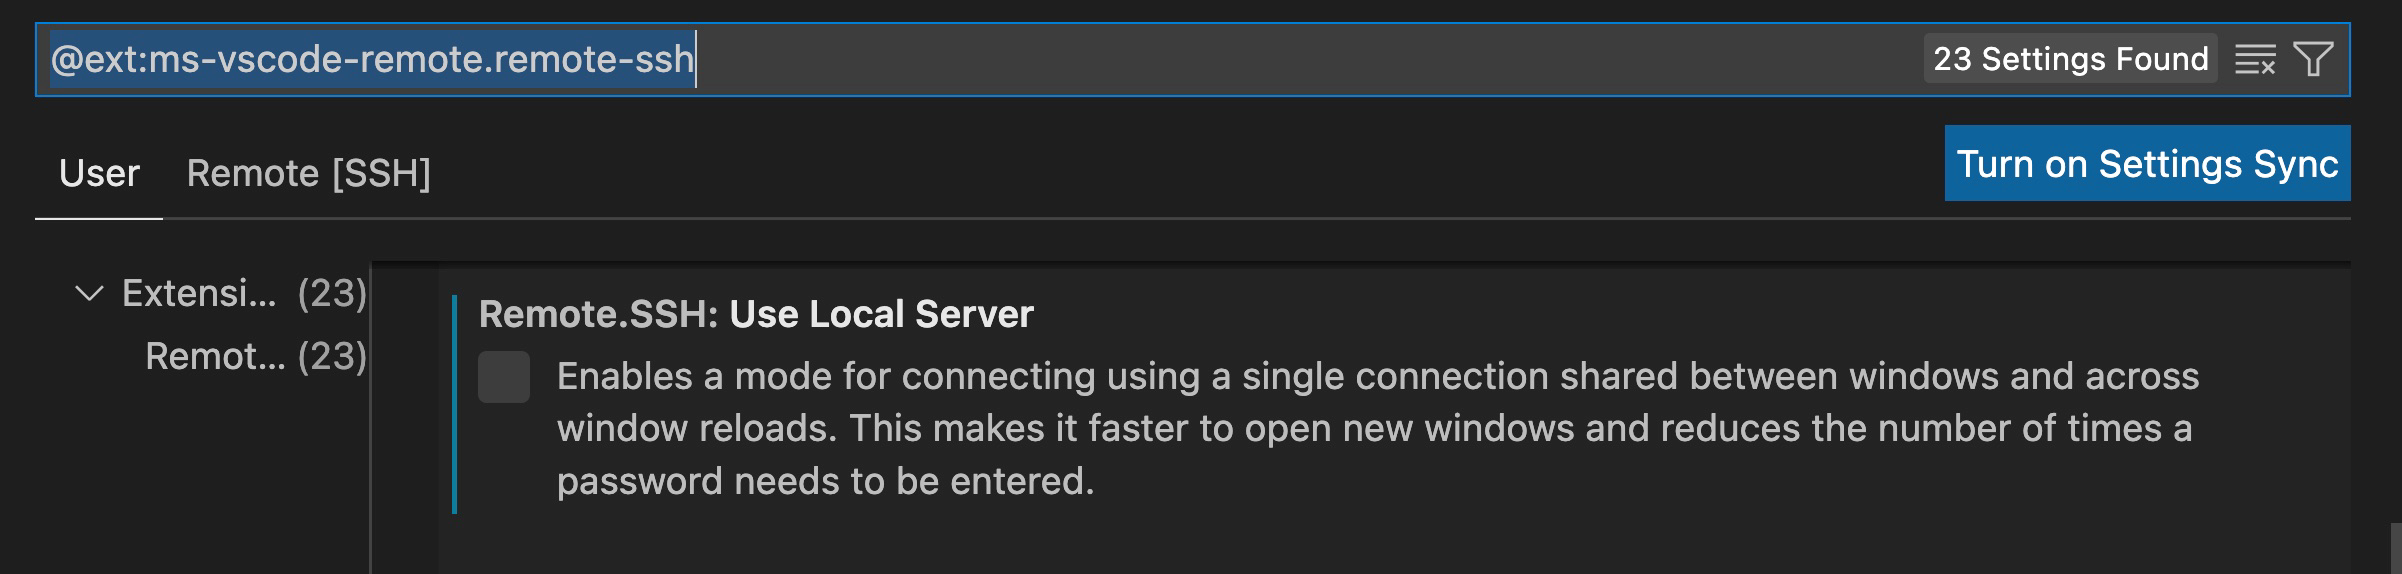 @ext:ms-vscode-remote.remote-ssh
23 Settings Found
User
Remote [SSH]
Turn on Settings Sync
Extensi... (23)
Remot... (23)
Remote.SSH: Use Local Server
Enables a mode for connecting using a single connection shared between windows and across
window reloads. This makes it faster to open new windows and reduces the number of times a
password needs to be entered.